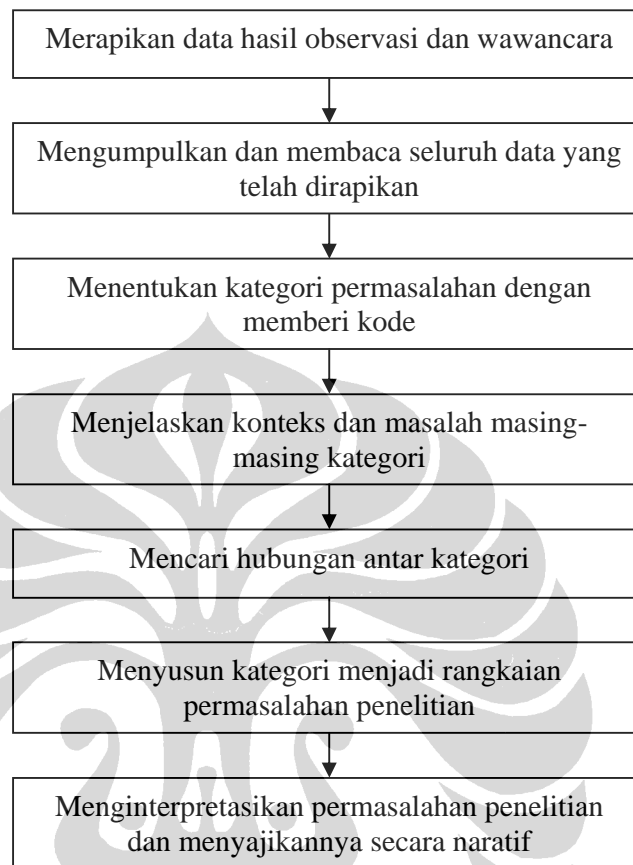 Merapikan data hasil observasi dan wawancara
Mengumpulkan dan membaca seluruh data yang
telah dirapikan
Menentukan kategori permasalahan dengan
memberi kode
Menjelaskan konteks dan masalah masing-
masing kategori
Mencari hubungan antar kategori
Menyusun kategori menjadi rangkaian
permasalahan penelitian
Menginterpretasikan permasalahan penelitian
dan menyajikannya secara naratif